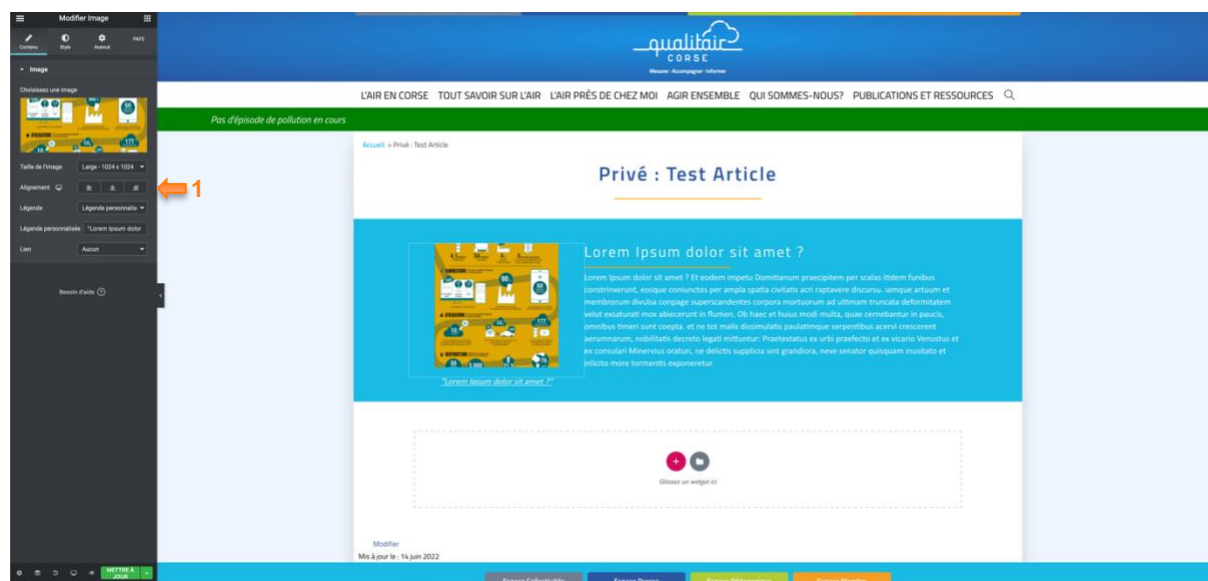 Modifier Image
Contenu Style Avancé PAFE
Image
Choisissez une image
Taille de l'image Large - 1024 x 1024
Alignement
1
Légende Légende personnalis
Légende personnalisée "Lorem Ipsum dolor
Lien Aucun
Besoin d'aide
METTRE À JOUR
qualitair
CORSE
Mesurer - Accompagner - Informer
L'AIR EN CORSE TOUT SAVOIR SUR L'AIR L'AIR PRÈS DE CHEZ MOI AGIR ENSEMBLE QUI SOMMES-NOUS? PUBLICATIONS ET RESSOURCES
Pas d'épisode de pollution en cours
Accueil » Privé : Test Article
Privé : Test Article
"Lorem Ipsum dolor sit amet ?"
Lorem Ipsum dolor sit amet ?
Lorem Ipsum dolor sit amet ? Et eodem impetu Domitianum praecipitem per scalas itidem funibus
constrinxerunt, eosque coniunctos per ampla spatia civitatis acri raptavere discursu. iamque artuum et
membrorum divulsa conpage superscandentes corpora mortuorum ad ultimam truncata deformitatem
velut exsaturati mox abiecerunt in flumen. Ob haec et huius modi multa, quae cernebantur in paucis,
omnibus timeri sunt coepta. et ne tot malis dissimulatis paulatimque serpentibus acervi crescerent
aerumnarum, nobilitatis decreto legati mittuntur: Praetextatus ex urbi praefecto et ex vicario Venustus et
ex consulari Minervius oraturi, ne delictis supplicia sint grandiora, neve senator quisquam inusitato et
inlicito more tormentis exponeretur.
Glissez un widget ici
Modifier
Mis à jour le : 14 juin 2022